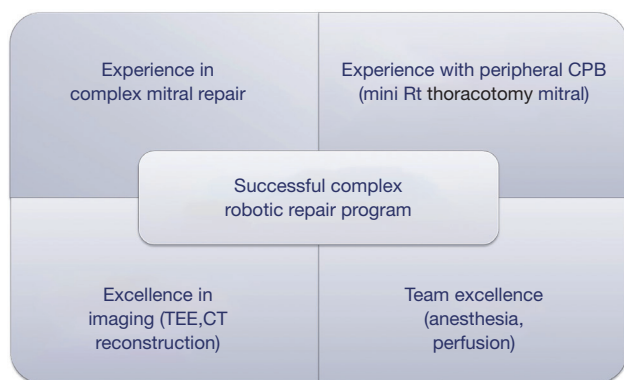 Experience in
complex mitral repair
Experience with peripheral CPB
(mini Rt thoracotomy mitral)
Successful complex
robotic repair program
Excellence in
imaging (TEE,CT
reconstruction)
Team excellence
(anesthesia,
perfusion)